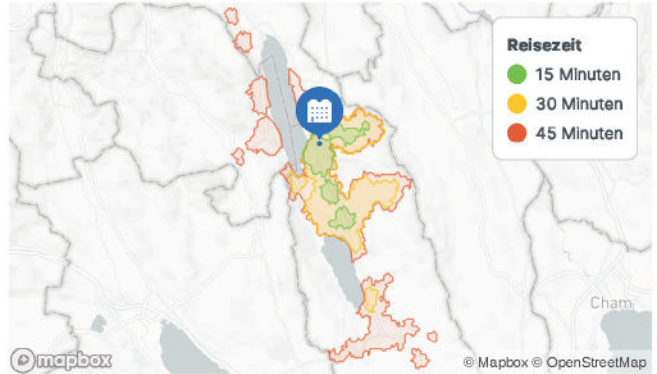 Reisezeit
15 Minuten
30 Minuten
45 Minuten
Cham
mapbox
© Mapbox © OpenStreetMap